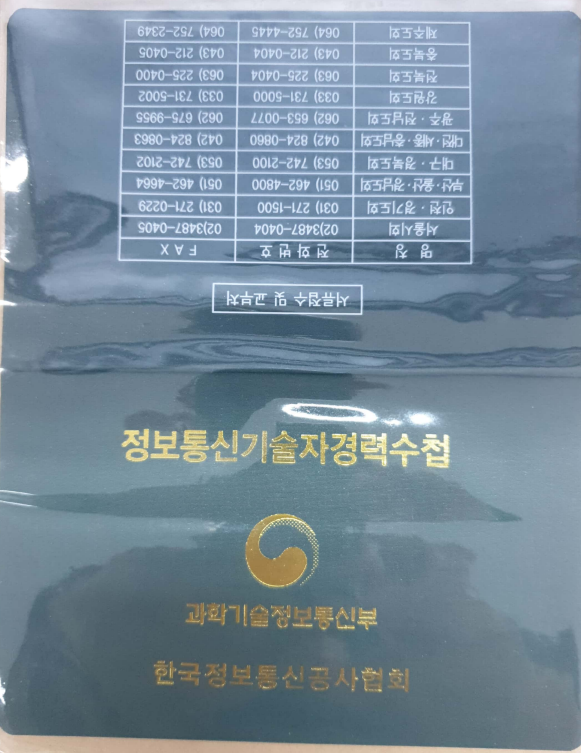 서류접수 및 교부처
명 칭 전 화 번 호 F A X
서울시회 02)3487-0404 02)3487-0405
인천·경기도회 031) 271-1500 031) 271-0229
부산·울산·경남도회 051) 462-4800 051) 462-4664
대구·경북도회 053) 742-2100 053) 742-2102
대전·세종·충남도회 042) 824-0860 042) 824-0863
광주·전남도회 062) 653-0077 062) 675-9955
강원도회 033) 731-5000 033) 731-5002
전북도회 063) 225-0404 063) 225-0400
충북도회 043) 212-0404 043) 212-0405
제주도회 064) 752-4445 064) 752-2349
정보통신기술자경력수첩
과학기술정보통신부
한국정보통신공사협회